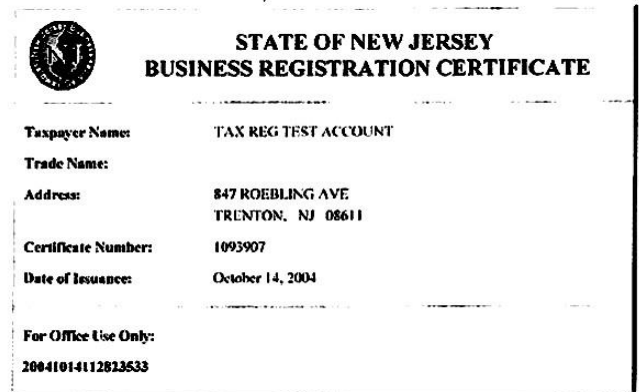 STATE OF NEW JERSEY
BUSINESS REGISTRATION CERTIFICATE
Taxpayer Name: TAX REG TEST ACCOUNT
Trade Name:
Address: 847 ROEBLING AVE
TRENTON, NJ 08611
Certificate Number: 1093907
Date of Issuance: October 14, 2004
For Office Use Only:
20041014112823533